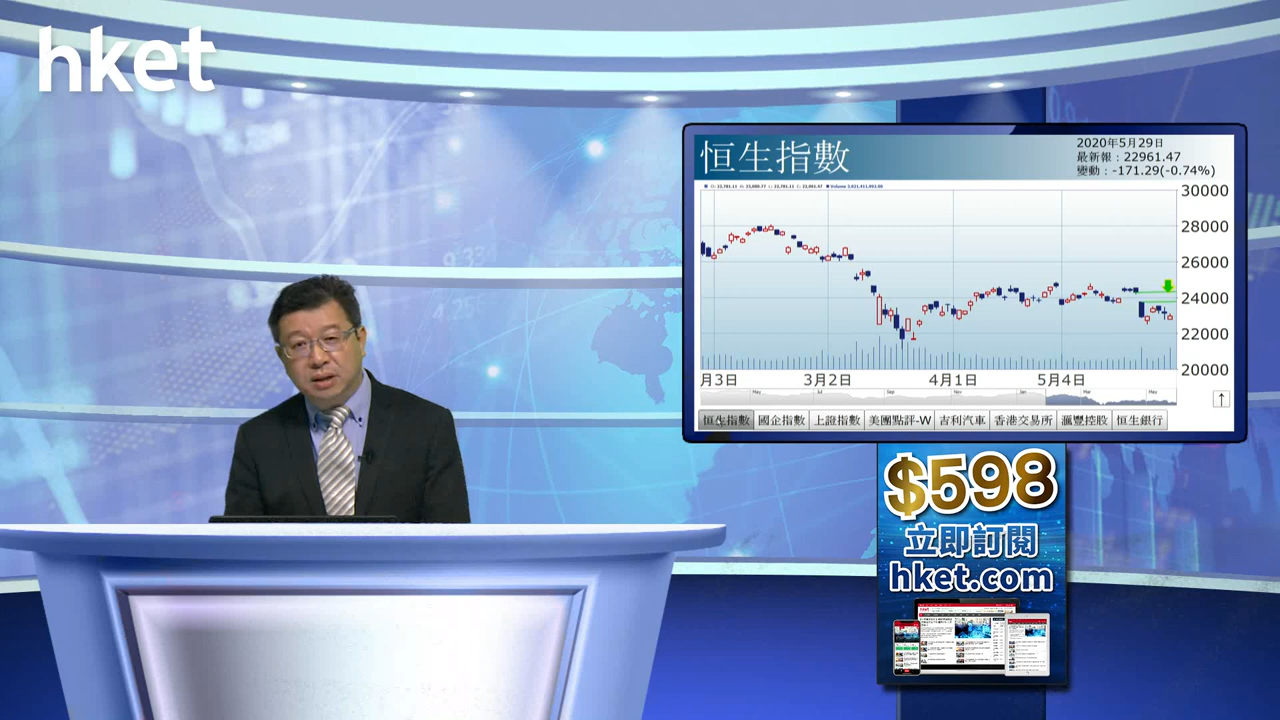 hket
恒生指數
2020年5月29日
最新報：22961.47
變動：-171.29(-0.74%)
30000
28000
26000
24000
22000
20000
月3日 3月2日 4月1日 5月4日
恒生指數 國企指數 上證指數 美團點評-W 吉利汽車 香港交易所 滙豐控股 恒生銀行
$598
立即訂閱
hket.com